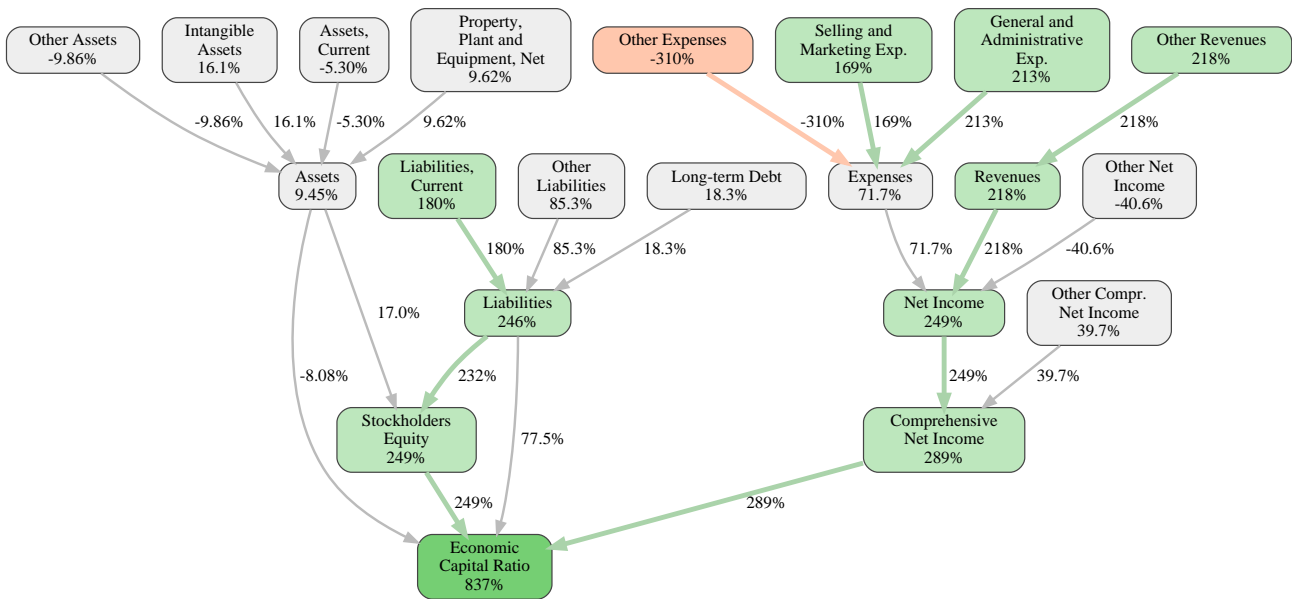 Other Assets
-9.86%
Intangible
Assets
16.1%
Assets,
Current
-5.30%
Property,
Plant and
Equipment, Net
9.62%
Other Expenses
-310%
Selling and
Marketing Exp.
169%
General and
Administrative
Exp.
213%
Other Revenues
218%
-9.86%
16.1%
-5.30%
9.62%
-310%
169%
213%
218%
Assets
9.45%
Liabilities,
Current
180%
Other
Liabilities
85.3%
Long-term Debt
18.3%
Expenses
71.7%
Revenues
218%
Other Net
Income
-40.6%
180%
85.3%
18.3%
71.7%
218%
-40.6%
Liabilities
246%
Net Income
249%
Other Compr.
Net Income
39.7%
17.0%
-8.08%
232%
249%
39.7%
Stockholders
Equity
249%
77.5%
Comprehensive
Net Income
289%
249%
289%
Economic
Capital Ratio
837%